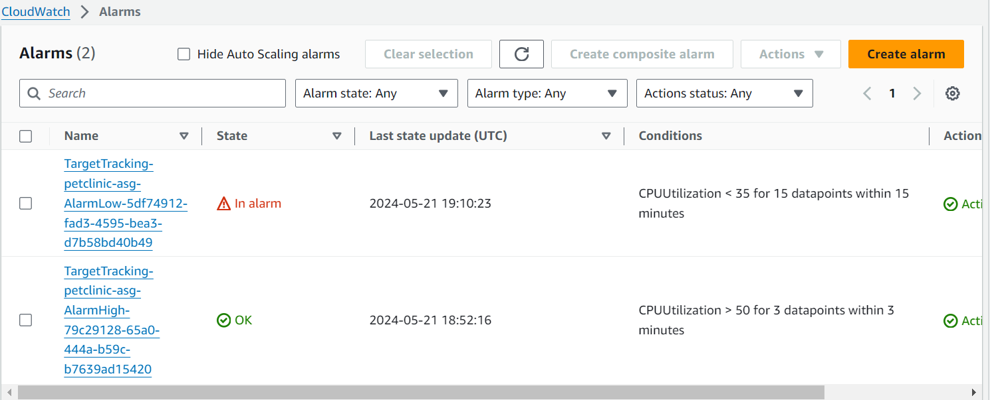 CloudWatch > Alarms
Alarms (2)
Hide Auto Scaling alarms
Clear selection
Create composite alarm
Actions
Create alarm
Search
Alarm state: Any
Alarm type: Any
Actions status: Any
1
Name
State
Last state update (UTC)
Conditions
Action
TargetTracking-
petclinic-asg-
AlarmLow-5df74912-
fad3-4595-bea3-
d7b58bd40b49
In alarm
2024-05-21 19:10:23
CPUUtilization < 35 for 15 datapoints within 15
minutes
Acti
TargetTracking-
petclinic-asg-
AlarmHigh-
79c29128-65a0-
444a-b59c-
b7639ad15420
OK
2024-05-21 18:52:16
CPUUtilization > 50 for 3 datapoints within 3
minutes
Acti